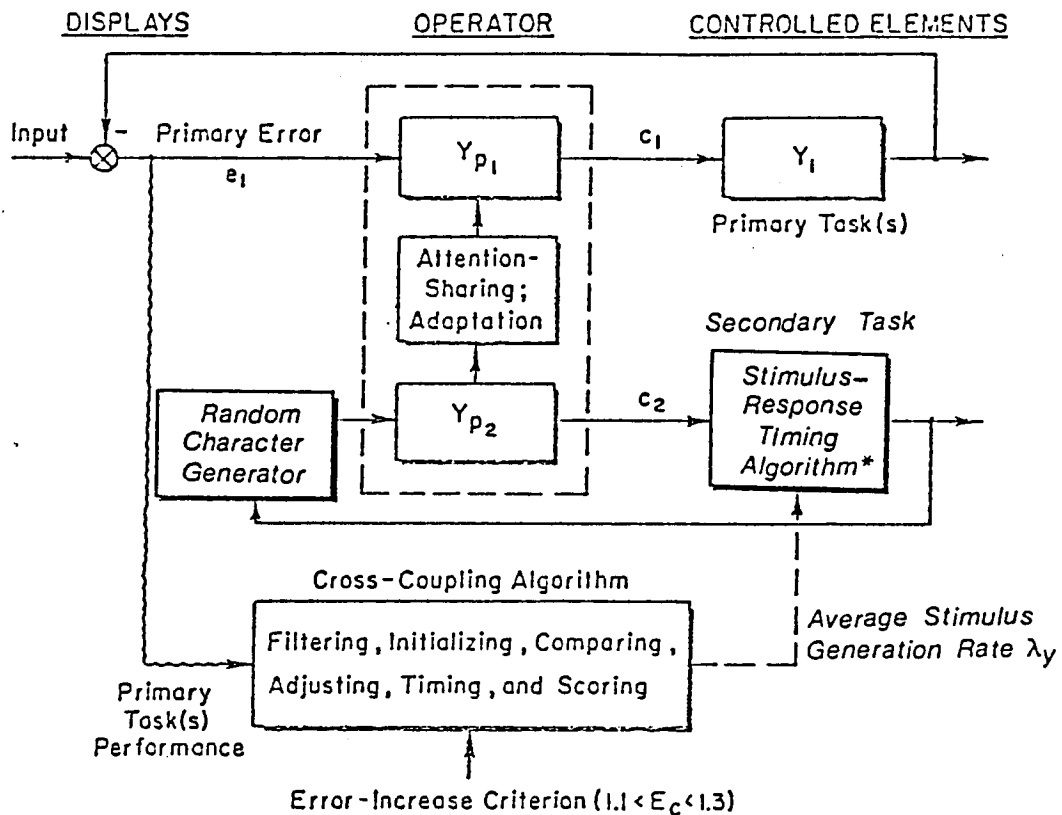 DISPLAYS
OPERATOR
CONTROLLED ELEMENTS
Input
-
Primary Error
e1
Yp1
c1
Y1
Primary Task(s)
Attention-
Sharing;
Adaptation
Secondary Task
Random
Character
Generator
Yp2
c2
Stimulus-
Response
Timing
Algorithm*
Cross-Coupling Algorithm
Filtering, Initializing, Comparing,
Adjusting, Timing, and Scoring
Average Stimulus
Generation Rate λy
Primary
Task(s)
Performance
Error-Increase Criterion (1.1 < Ec < 1.3)